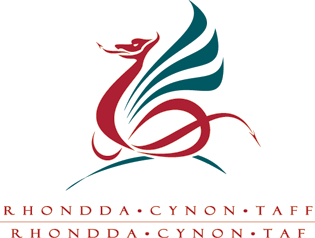 RHONDDA • CYNON • TAFF
RHONDDA • CYNON • TAF